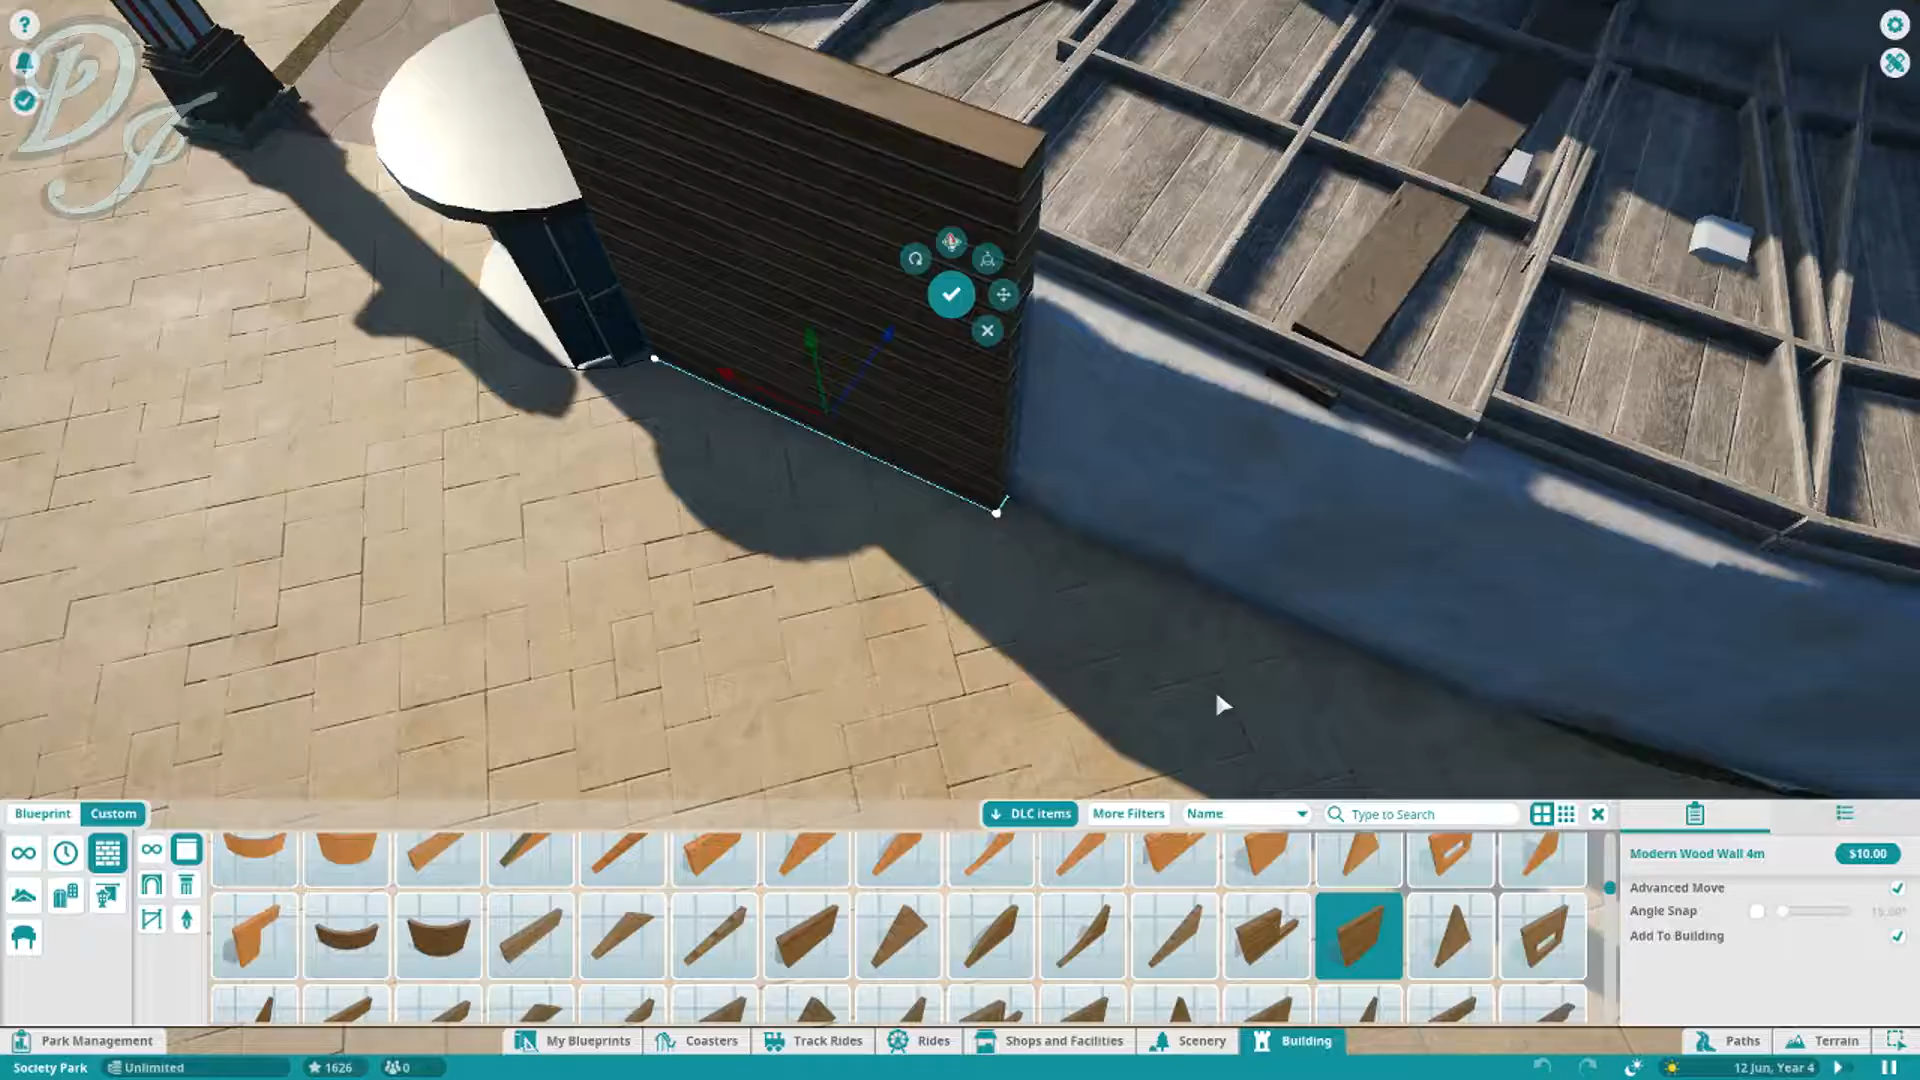 ?
DJ
Blueprint
Custom
DLC items
More Filters
Name
Type to Search
Modern Wood Wall 4m
$10.00
Advanced Move
Angle Snap
Add To Building
Park Management
My Blueprints
Coasters
Track Rides
Rides
Shops and Facilities
Scenery
Building
Paths
Terrain
Society Park
Unlimited
1626
0
12 Jun, Year 4